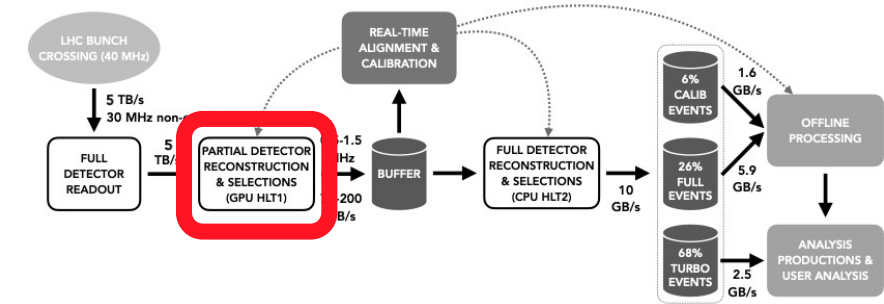 LHC BUNCH
CROSSING (40 MHz)
5 TB/s
30 MHz
FULL
DETECTOR
READOUT
5
TB/s
PARTIAL DETECTOR
RECONSTRUCTION
& SELECTIONS
(GPU HLT1)
REAL-TIME
ALIGNMENT &
CALIBRATION
BUFFER
FULL DETECTOR
RECONSTRUCTION
& SELECTIONS
(CPU HLT2)
10
GB/s
6%
CALIB
EVENTS
26%
FULL
EVENTS
68%
TURBO
EVENTS
1.6
GB/s
5.9
GB/s
2.5
GB/s
OFFLINE
PROCESSING
ANALYSIS
PRODUCTIONS &
USER ANALYSIS